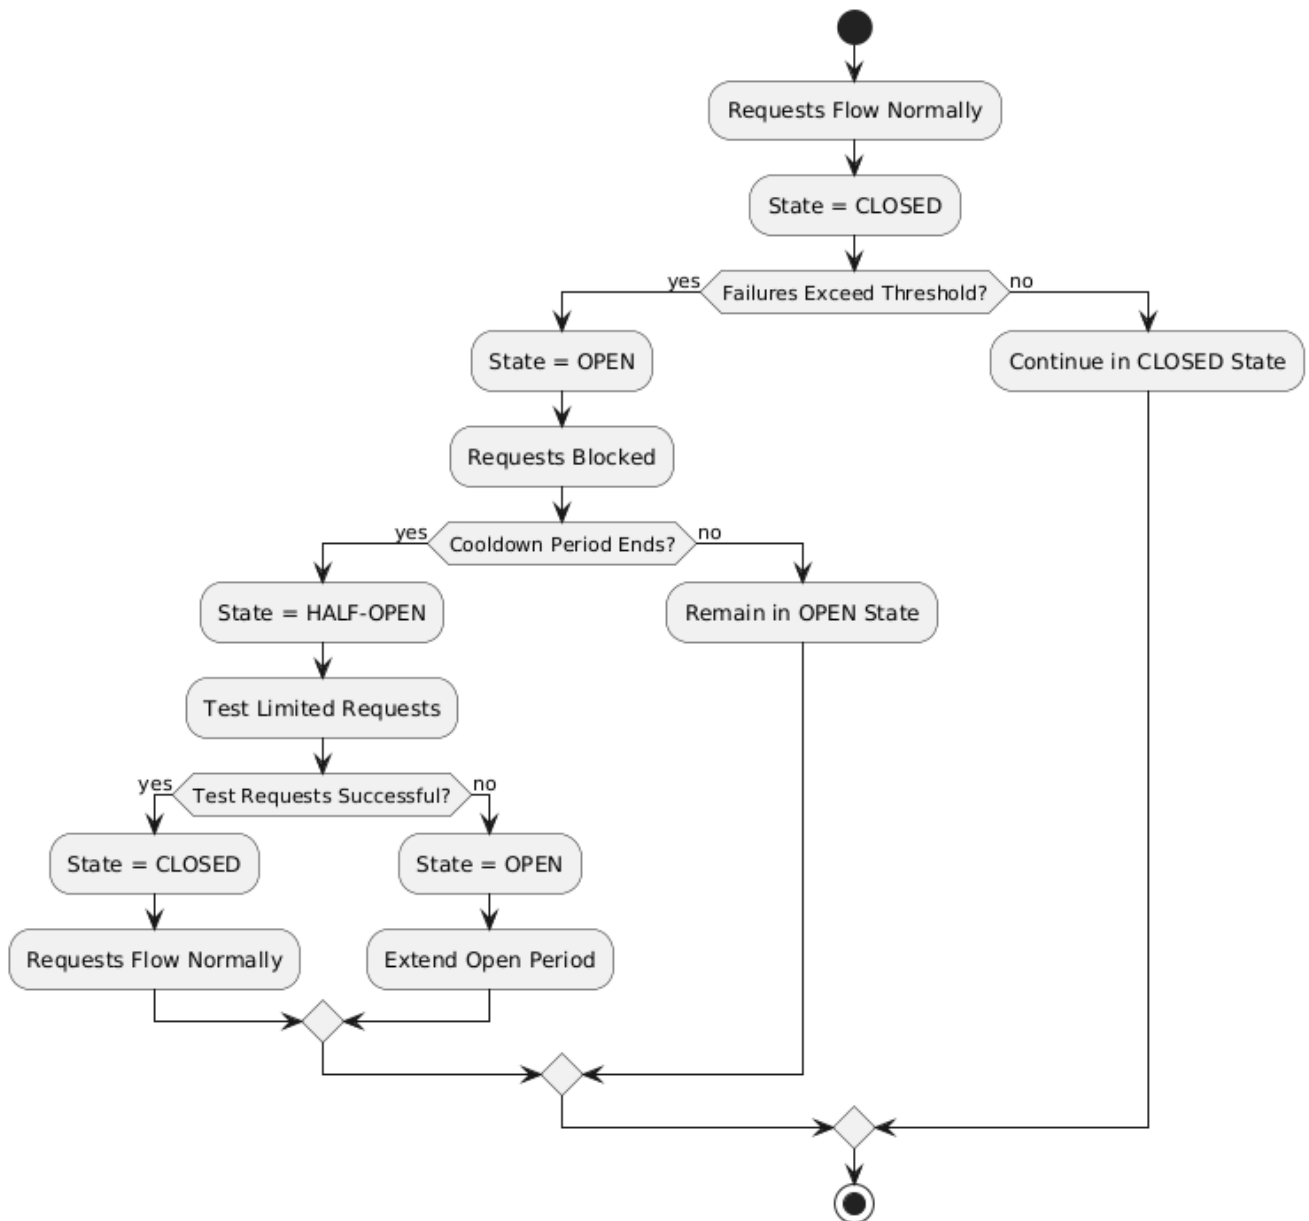 Requests Flow Normally
State = CLOSED
yes
Failures Exceed Threshold?
no
State = OPEN
Continue in CLOSED State
Requests Blocked
yes
Cooldown Period Ends?
no
State = HALF-OPEN
Remain in OPEN State
Test Limited Requests
yes
Test Requests Successful?
no
State = CLOSED
State = OPEN
Requests Flow Normally
Extend Open Period